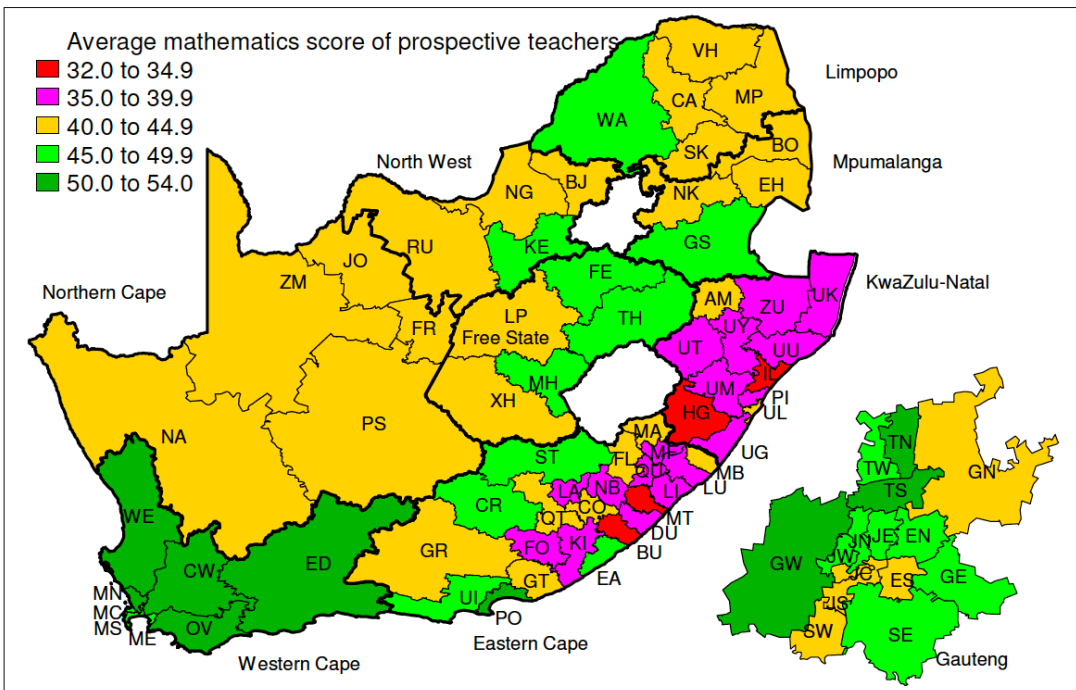 Average mathematics score of prospective teachers
32.0 to 34.9
35.0 to 39.9
40.0 to 44.9
45.0 to 49.9
50.0 to 54.0
VH
Limpopo
CA
MP
WA
SK
BO
North West
Mpumalanga
NG
BJ
NK
EH
RU
KE
GS
JO
FE
ZM
KwaZulu-Natal
Northern Cape
AM
ZU
UK
LP
TH
FR
UY
Free State
UT
UU
MH
IL
UM
XH
PI
HG
UL
PS
NA
MA
UG
ST
FL
MF
MB
QU
LU
LA
NB
LI
CR
CO
QT
MT
DU
WE
GR
FO
KI
BU
ED
CW
GT
EA
MN
UI
MC
PO
MS
ME
OV
Eastern Cape
Western Cape
TN
TW
GN
TS
JN
JE
EN
JW
GW
JC
ES
GE
JS
SW
SE
Gauteng